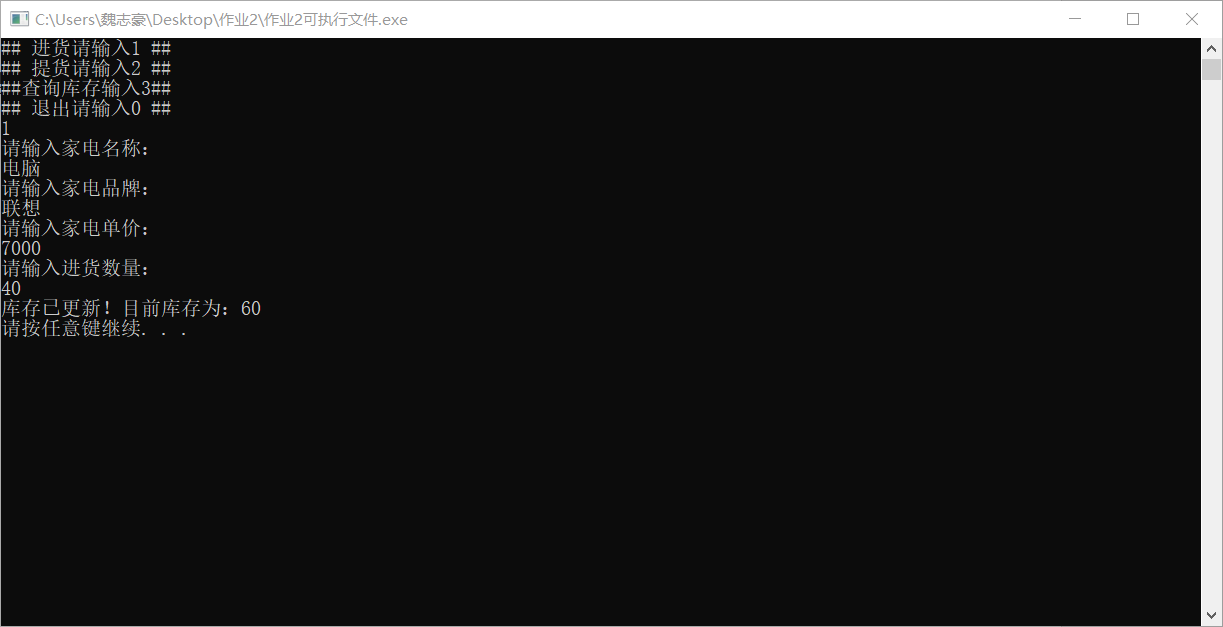 C:\Users\魏志豪\Desktop\作业2\作业2可执行文件.exe
## 进货请输入1 ##
## 提货请输入2 ##
##查询库存输入3##
## 退出请输入0 ##
1
请输入家电名称：
电脑
请输入家电品牌：
联想
请输入家电单价：
7000
请输入进货数量：
40
库存已更新！目前库存为：60
请按任意键继续. . .